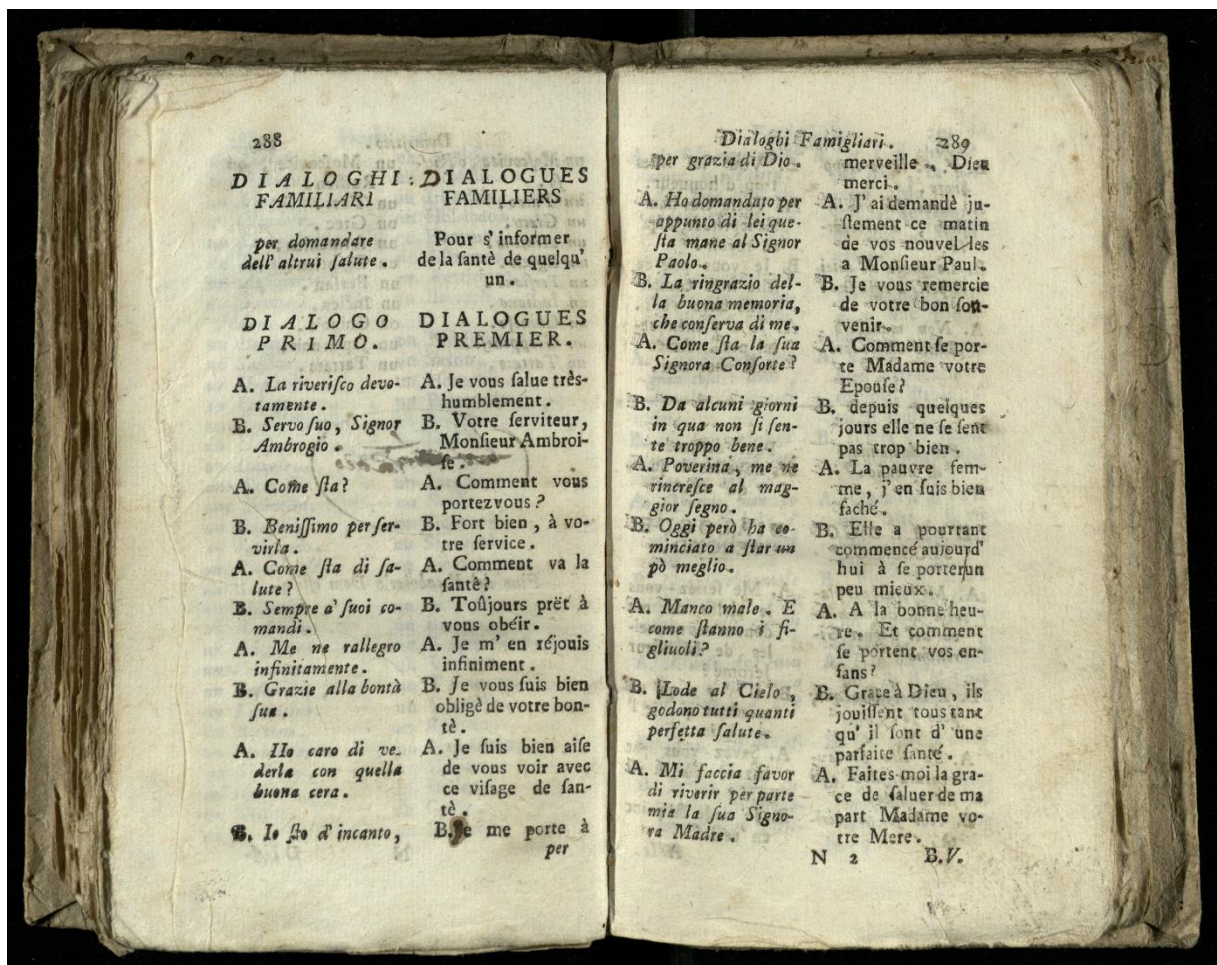 288
DIALOGHI
FAMILIARI
per domandare
dell' altrui ſalute.
DIALOGO
PRIMO.
A. La riveriſco devo-
tamente.
B. Servo ſuo, Signor
Ambrogio.
A. Come ſta?
B. Beniſſimo per ſer-
virla.
A. Come ſta di ſa-
lute?
B. Sempre a' ſuoi co-
mandi.
A. Me ne rallegro
infinitamente.
B. Grazie alla bontà
ſua.
A. Ho caro di ve-
derla con quella
buona cera.
B. Io ſto d' incanto,
DIALOGUES
FAMILIERS
Pour s' informer
de la ſantè de quelqu'
un.
DIALOGUES
PREMIER.
A. Je vous ſalue très-
humblement.
B. Votre ſerviteur,
Monſieur Ambroi-
ſe.
A. Comment vous
portezvous?
B. Fort bien, à vo-
tre ſervice.
A. Comment va la
ſantè?
B. Toûjours prêt à
vous obéir.
A. Je m' en réjouis
infiniment.
B. Je vous ſuis bien
obligè de votre bon-
tè.
A. Je ſuis bien aiſe
de vous voir avec
ce viſage de ſan-
tè.
B. Je me porte à
per
Dialoghi Famigliari. 289
per grazia di Dio.
A. Ho domandato per
appunto di lei que-
ſta mane al Signor
Paolo.
B. La ringrazio del-
la buona memoria,
che conſerva di me.
A. Come ſta la ſua
Signora Conſorte?
B. Da alcuni giorni
in qua non ſi ſen-
te troppo bene.
A. Poverina, me ne
rincreſce al mag-
gior ſegno.
B. Oggi però ha co-
minciato a ſtar un
pò meglio.
A. Manco male. E
come ſtanno i fi-
gliuoli?
B. Lode al Cielo,
godono tutti quanti
perfetta ſalute.
A. Mi faccia favor
di riverir per parte
mia la ſua Signo-
ra Madre.
merveille, Dieu
merci.
A. J' ai demandè ju-
ſtement ce matin
de vos nouvelles
a Monſieur Paul.
B. Je vous remercie
de votre bon ſou-
venir.
A. Comment ſe por-
te Madame votre
Epouſe?
B. depuis quelques
jours elle ne ſe ſent
pas trop bien.
A. La pauvre fem-
me, j' en ſuis bien
faché.
B. Elle a pourtant
commencé aujourd'
hui à ſe porter un
peu mieux.
A. A la bonne heu-
re. Et comment
ſe portent vos en-
fans?
B. Grace à Dieu, ils
jouiſſent tous tant
qu' il ſont d' une
parfaite ſanté.
A. Faites-moi la gra-
ce de ſaluer de ma
part Madame vo-
tre Mere.
N 2 B.V.